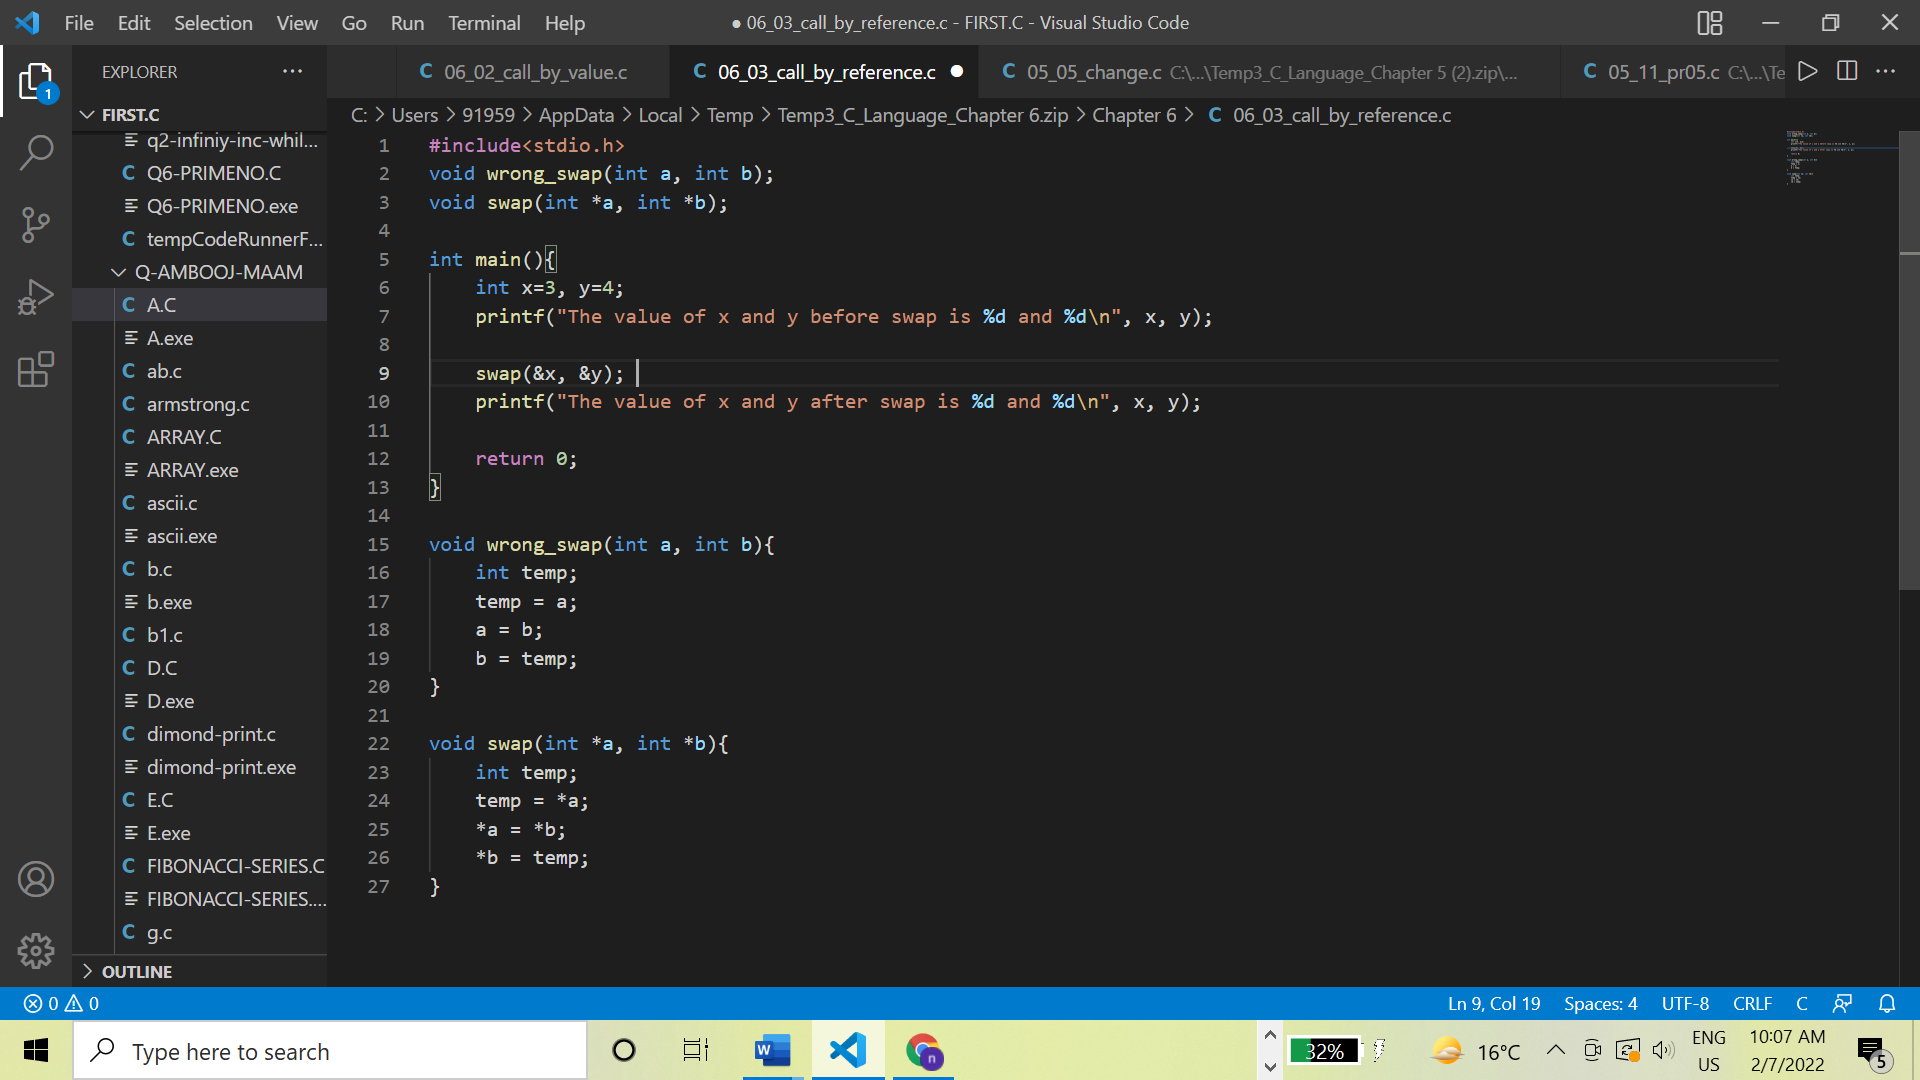 File Edit Selection View Go Run Terminal Help
● 06_03_call_by_reference.c - FIRST.C - Visual Studio Code
EXPLORER
06_02_call_by_value.c
06_03_call_by_reference.c
05_05_change.c C:\...\Temp3_C_Language_Chapter 5 (2).zip\...
05_11_pr05.c C:\...\Te
C: > Users > 91959 > AppData > Local > Temp > Temp3_C_Language_Chapter 6.zip > Chapter 6 > C 06_03_call_by_reference.c
1
FIRST.C
q2-infiniy-inc-whil...
C Q6-PRIMENO.C
Q6-PRIMENO.exe
C tempCodeRunnerF...
Q-AMBOOJ-MAAM
C A.C
A.exe
C ab.c
C armstrong.c
C ARRAY.C
ARRAY.exe
C ascii.c
ascii.exe
C b.c
b.exe
C b1.c
C D.C
D.exe
C dimond-print.c
dimond-print.exe
C E.C
E.exe
C FIBONACCI-SERIES.C
FIBONACCI-SERIES....
C g.c
OUTLINE
1 #include<stdio.h>
2 void wrong_swap(int a, int b);
3 void swap(int *a, int *b);
4
5 int main(){
6 int x=3, y=4;
7 printf("The value of x and y before swap is %d and %d\n", x, y);
8
9 swap(&x, &y);
10 printf("The value of x and y after swap is %d and %d\n", x, y);
11
12 return 0;
13 }
14
15 void wrong_swap(int a, int b){
16 int temp;
17 temp = a;
18 a = b;
19 b = temp;
20 }
21
22 void swap(int *a, int *b){
23 int temp;
24 temp = *a;
25 *a = *b;
26 *b = temp;
27 }
0 0
Ln 9, Col 19 Spaces: 4 UTF-8 CRLF C
Type here to search
W
n
32%
16°C
ENG
US
10:07 AM
2/7/2022
5